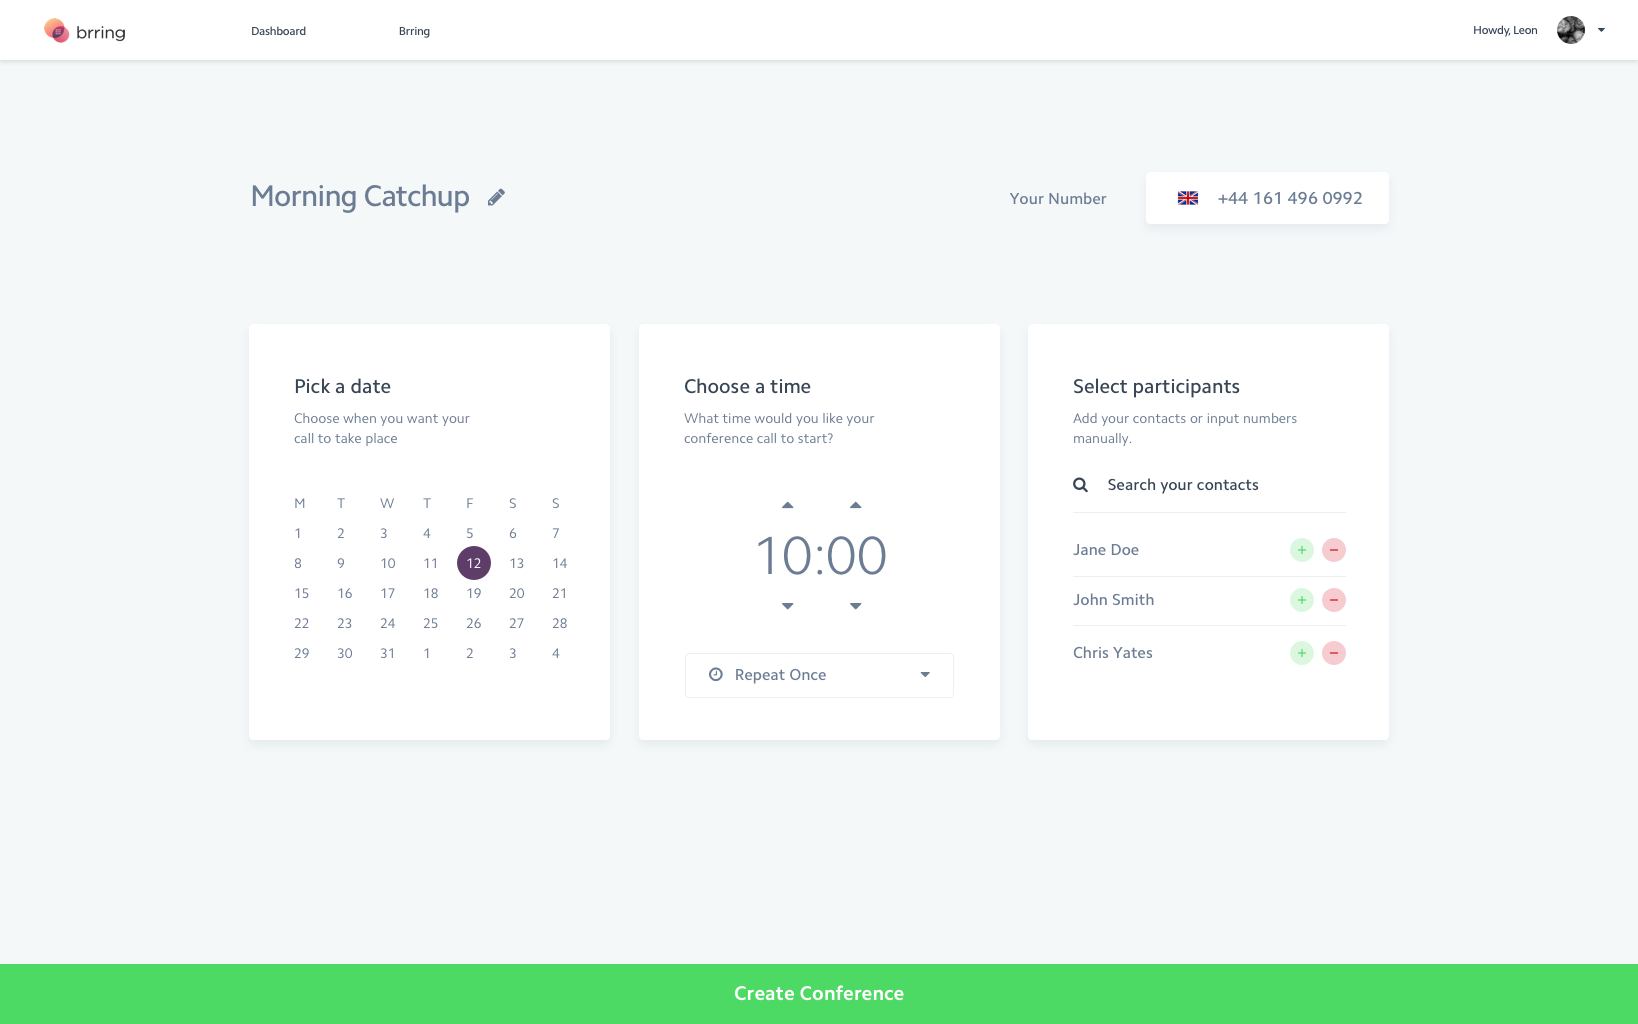 brring
Dashboard
Brring
Howdy, Leon
Morning Catchup
Your Number
+44 161 496 0992
Pick a date
Choose when you want your
call to take place
M T W T F S S
1 2 3 4 5 6 7
8 9 10 11 12 13 14
15 16 17 18 19 20 21
22 23 24 25 26 27 28
29 30 31 1 2 3 4
Choose a time
What time would you like your
conference call to start?
10:00
Repeat Once
Select participants
Add your contacts or input numbers
manually.
Search your contacts
Jane Doe
John Smith
Chris Yates
Create Conference